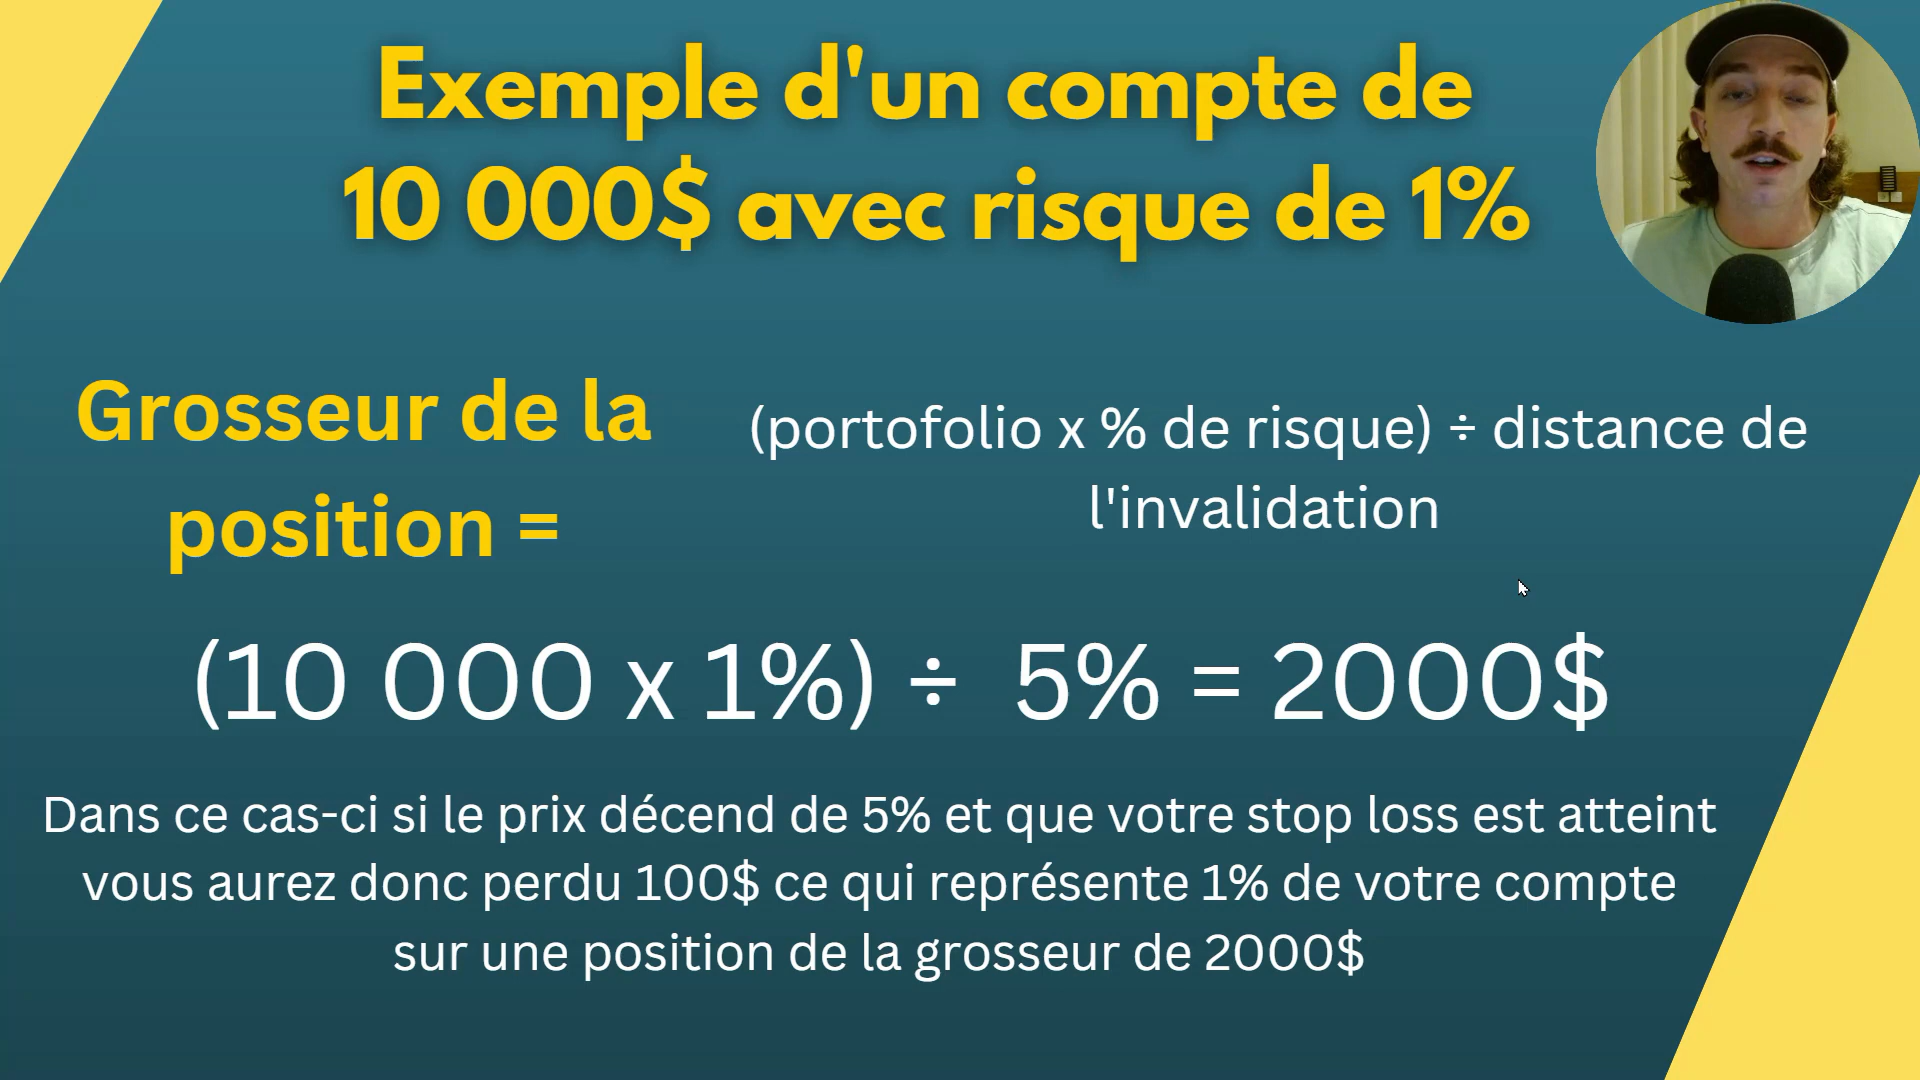 Exemple d'un compte de
10 000$ avec risque de 1%
Grosseur de la
position =
(portofolio x % de risque) ÷ distance de
l'invalidation
(10 000 x 1%) ÷ 5% = 2000$
Dans ce cas-ci si le prix décend de 5% et que votre stop loss est atteint
vous aurez donc perdu 100$ ce qui représente 1% de votre compte
sur une position de la grosseur de 2000$